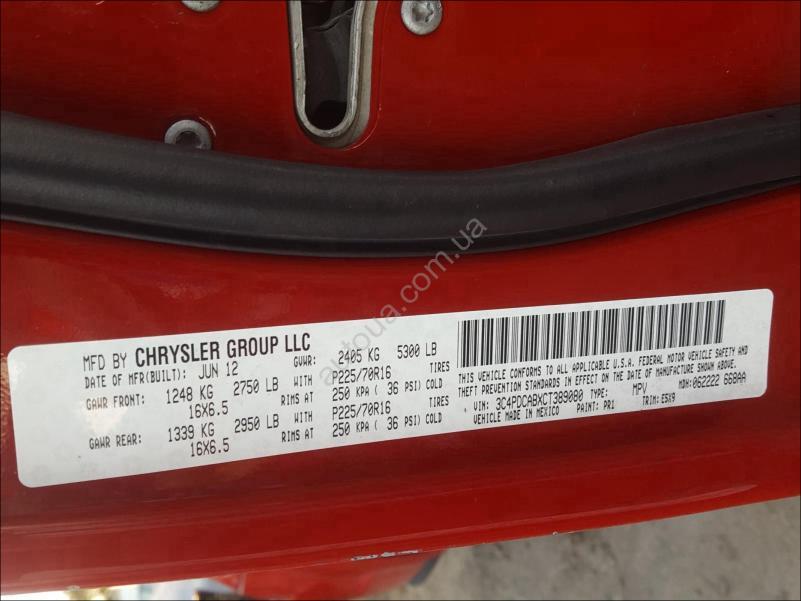 MFD BY CHRYSLER GROUP LLC
DATE OF MFR(BUILT): JUN 12 GVWR: 2405 KG 5300 LB
GAWR FRONT: 1248 KG 2750 LB WITH P225/70R16 TIRES
16X6.5 RIMS AT 250 KPA ( 36 PSI) COLD
GAWR REAR: 1339 KG 2950 LB WITH P225/70R16 TIRES
16X6.5 RIMS AT 250 KPA ( 36 PSI) COLD
THIS VEHICLE CONFORMS TO ALL APPLICABLE U.S.A. FEDERAL MOTOR VEHICLE SAFETY AND
THEFT PREVENTION STANDARDS IN EFFECT ON THE DATE OF MANUFACTURE SHOWN ABOVE.
VIN: 3C4PDCABXCT389080 TYPE: MPV MDH: 062222 668AA
VEHICLE MADE IN MEXICO PAINT: PR1 TRIM: E5X9
autoua.com.ua